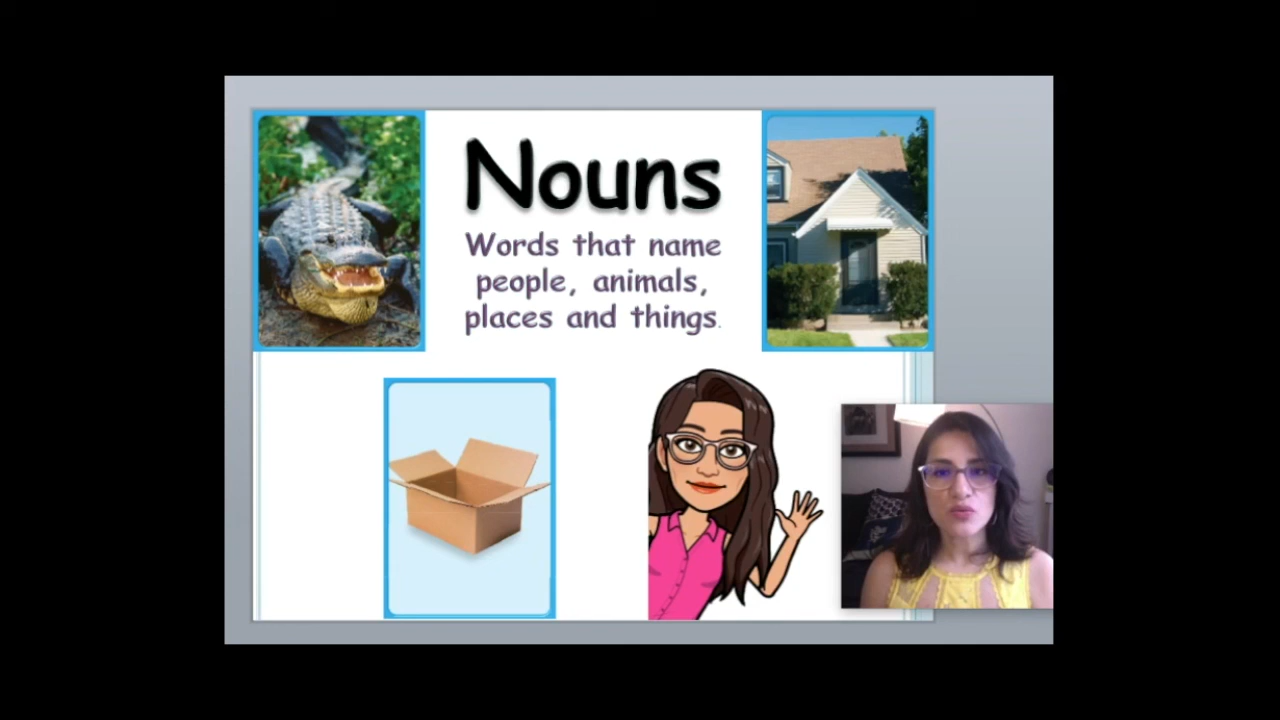 Nouns
Words that name
people, animals,
places and things.